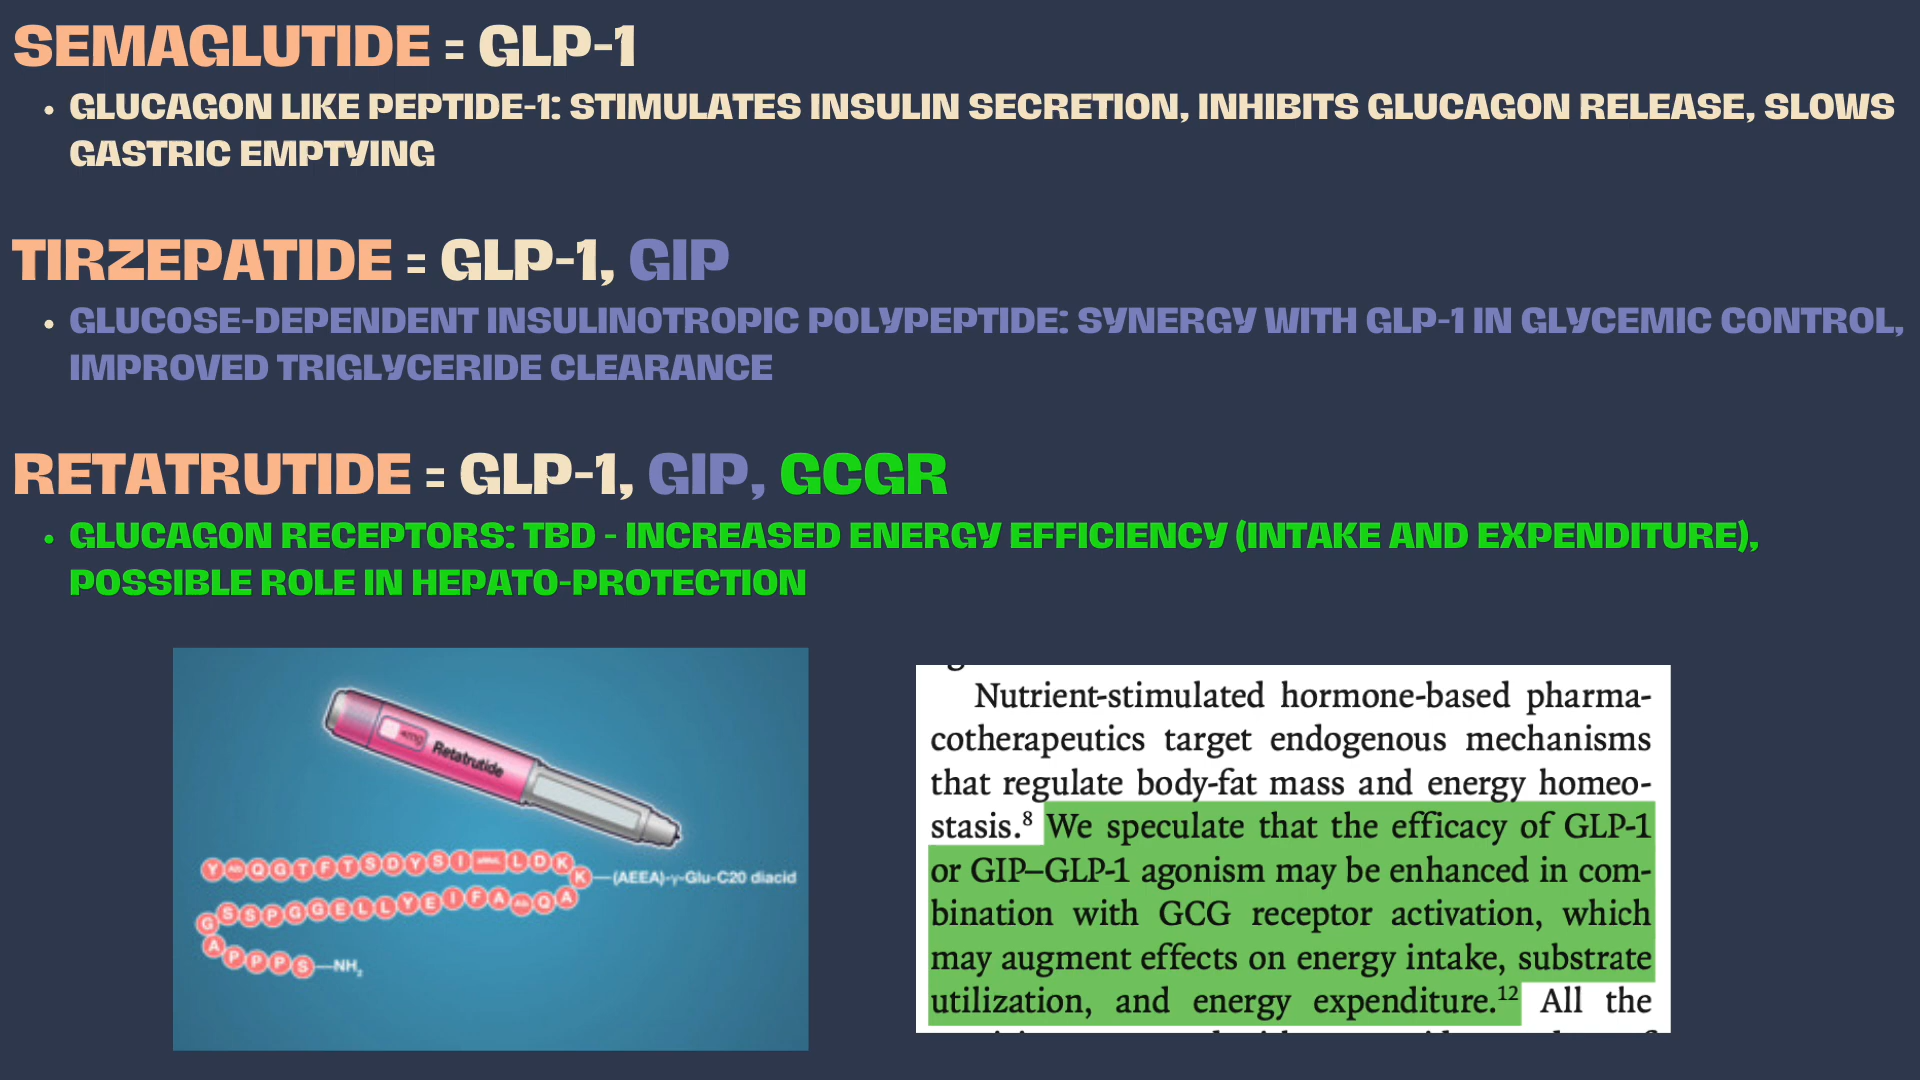 SEMAGLUTIDE = GLP-1
• GLUCAGON LIKE PEPTIDE-1: STIMULATES INSULIN SECRETION, INHIBITS GLUCAGON RELEASE, SLOWS
GASTRIC EMPTYING
TIRZEPATIDE = GLP-1, GIP
• GLUCOSE-DEPENDENT INSULINOTROPIC POLYPEPTIDE: SYNERGY WITH GLP-1 IN GLYCEMIC CONTROL,
IMPROVED TRIGLYCERIDE CLEARANCE
RETATRUTIDE = GLP-1, GIP, GCGR
• GLUCAGON RECEPTORS: TBD - INCREASED ENERGY EFFICIENCY (INTAKE AND EXPENDITURE),
POSSIBLE ROLE IN HEPATO-PROTECTION
Retatrutide
Y Q G T F T S D Y S I L D K
K (AEEA)-γ-Glu-C20 diacid
G S S P G G E L L Y E I F A Q A
A P P P S NH₂
Nutrient-stimulated hormone-based pharma-
cotherapeutics target endogenous mechanisms
that regulate body-fat mass and energy homeo-
stasis.⁸ We speculate that the efficacy of GLP-1
or GIP–GLP-1 agonism may be enhanced in com-
bination with GCG receptor activation, which
may augment effects on energy intake, substrate
utilization, and energy expenditure.¹² All the